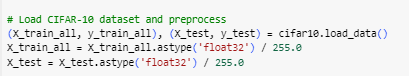 # Load CIFAR-10 dataset and preprocess
(X_train_all, y_train_all), (X_test, y_test) = cifar10.load_data()
X_train_all = X_train_all.astype('float32') / 255.0
X_test = X_test.astype('float32') / 255.0